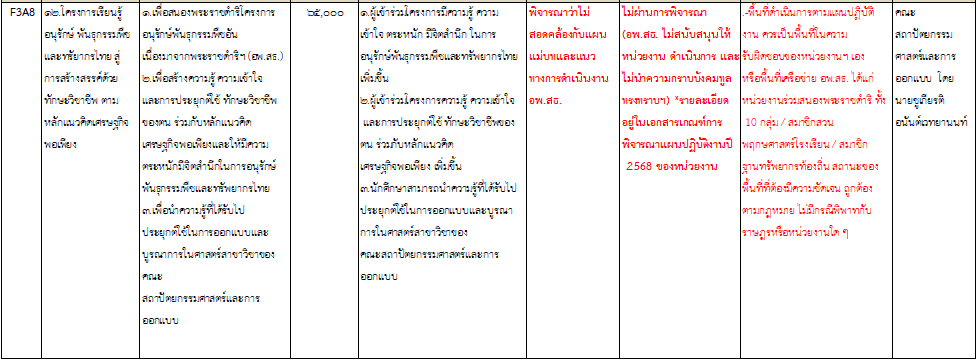 F3A8
๑๒.โครงการเรียนรู้
อนุรักษ์ พันธุกรรมพืช
และทรัพยากรไทย สู่
การสร้างสรรค์ด้วย
ทักษะวิชาชีพ ตาม
หลักแนวคิดเศรษฐกิจ
พอเพียง
๑.เพื่อสนองพระราชดำริโครงการ
อนุรักษ์พันธุกรรมพืชอัน
เนื่องมาจากพระราชดำริฯ (อพ.สธ.)
๒.เพื่อสร้างความรู้ ความเข้าใจ
และการประยุกต์ใช้ ทักษะวิชาชีพ
ของตน ร่วมกับหลักแนวคิด
เศรษฐกิจพอเพียงและให้มีความ
ตระหนักมีจิตสำนึกในการอนุรักษ์
พันธุกรรมพืชและทรัพยากรไทย
๓.เพื่อนำความรู้ที่ได้รับไป
ประยุกต์ใช้ในการออกแบบและ
บูรณาการในศาสตร์สาขาวิชาของ
คณะ
สถาปัตยกรรมศาสตร์และการ
ออกแบบ
๖๕,๐๐๐
๑.ผู้เข้าร่วมโครงการมีความรู้ ความ
เข้าใจ ตระหนัก มีจิตสำนึก ในการ
อนุรักษ์พันธุกรรมพืชและทรัพยากรไทย
เพิ่มขึ้น
๒.ผู้เข้าร่วมโครงการความรู้ ความเข้าใจ
และการประยุกต์ใช้ ทักษะวิชาชีพของ
ตน ร่วมกับหลักแนวคิด
เศรษฐกิจพอเพียง เพิ่มขึ้น
๓.นักศึกษาสามารถนำความรู้ที่ได้รับไป
ประยุกต์ใช้ในการออกแบบและบูรณา
การในศาสตร์สาขาวิชาของ
คณะสถาปัตยกรรมศาสตร์และการ
ออกแบบ
พิจารณาว่าไม่
สอดคล้องกับแผน
แม่บทและแนว
ทางการดำเนินงาน
อพ.สธ.
ไม่ผ่านการพิจารณา
(อพ.สธ. ไม่สนับสนุนให้
หน่วยงาน ดำเนินการ และ
ไม่นำความกราบบังคมทูล
ทรงทราบฯ) *รายละเอียด
อยู่ในเอกสารเกณฑ์การ
พิจารณาแผนปฏิบัติงานปี
2568 ของหน่วยงาน
.-พื้นที่ดำเนินการตามแผนปฏิบัติ
งาน ควรเป็นพื้นที่ในความ
รับผิดชอบของหน่วยงานฯ เอง
หรือพื้นที่เครือข่าย อพ.สธ. ได้แก่
หน่วยงานร่วมสนองพระราชดำริ ทั้ง
10 กลุ่ม / สมาชิกสวน
พฤกษศาสตร์โรงเรียน / สมาชิก
ฐานทรัพยากรท้องถิ่น สถานะของ
พื้นที่ที่ต้องมีความชัดเจน ถูกต้อง
ตามกฎหมาย ไม่มีกรณีพิพาทกับ
ราษฎรหรือหน่วยงานใด ๆ
คณะ
สถาปัตยกรรม
ศาสตร์และการ
ออกแบบ โดย
นายชูเกียรติ
อนันต์เวทยานนท์